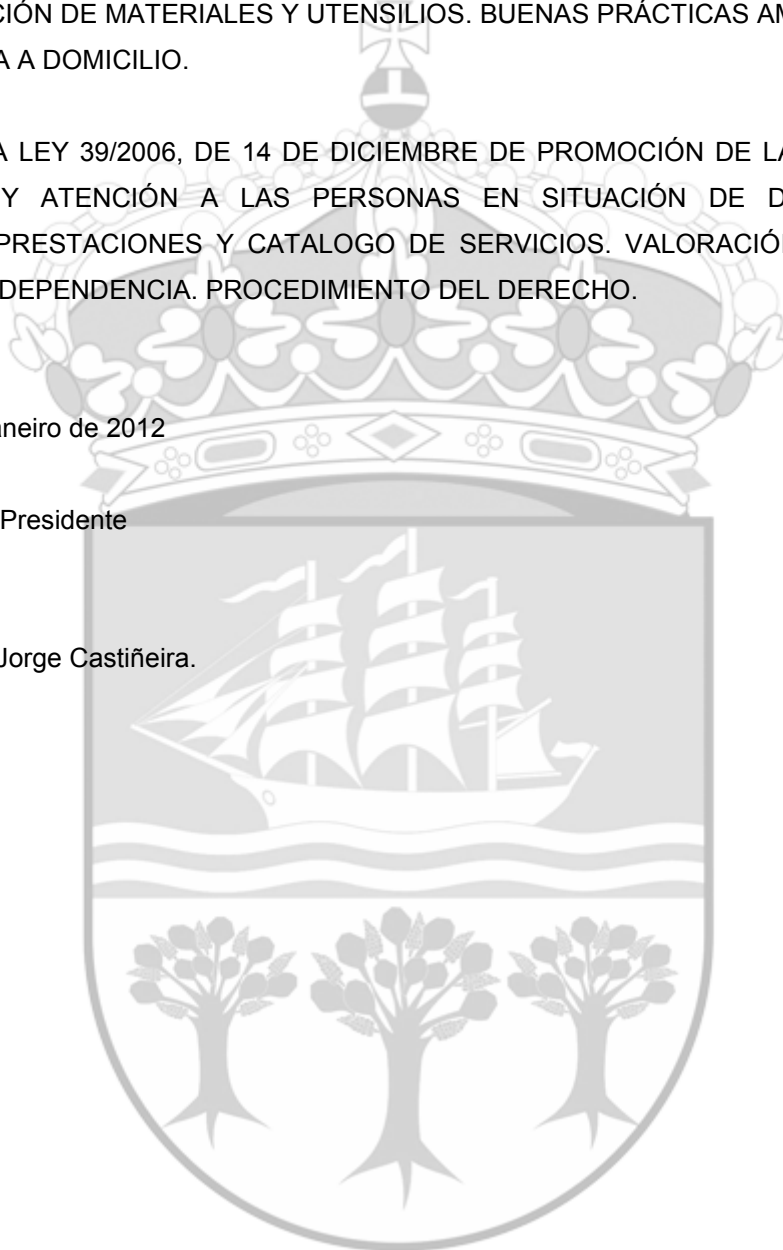 CIÓN DE MATERIALES Y UTENSILIOS. BUENAS PRÁCTICAS AM
A A DOMICILIO.
A LEY 39/2006, DE 14 DE DICIEMBRE DE PROMOCIÓN DE LA
Y ATENCIÓN A LAS PERSONAS EN SITUACIÓN DE D
PRESTACIONES Y CATALOGO DE SERVICIOS. VALORACIÓN
DEPENDENCIA. PROCEDIMIENTO DEL DERECHO.
aneiro de 2012
Presidente
Jorge Castiñeira.